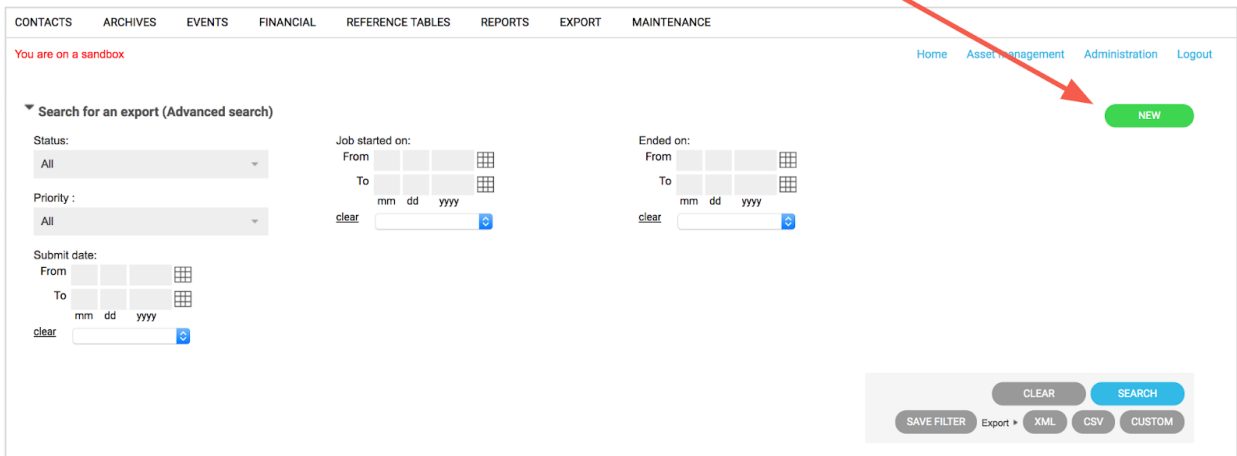 CONTACTS ARCHIVES EVENTS FINANCIAL REFERENCE TABLES REPORTS EXPORT MAINTENANCE
You are on a sandbox
Home Asset management Administration Logout
Search for an export (Advanced search)
NEW
Status:
All
Priority :
All
Submit date:
From
To
mm dd yyyy
clear
Job started on:
From
To
mm dd yyyy
clear
Ended on:
From
To
mm dd yyyy
clear
CLEAR SEARCH
SAVE FILTER Export XML CSV CUSTOM